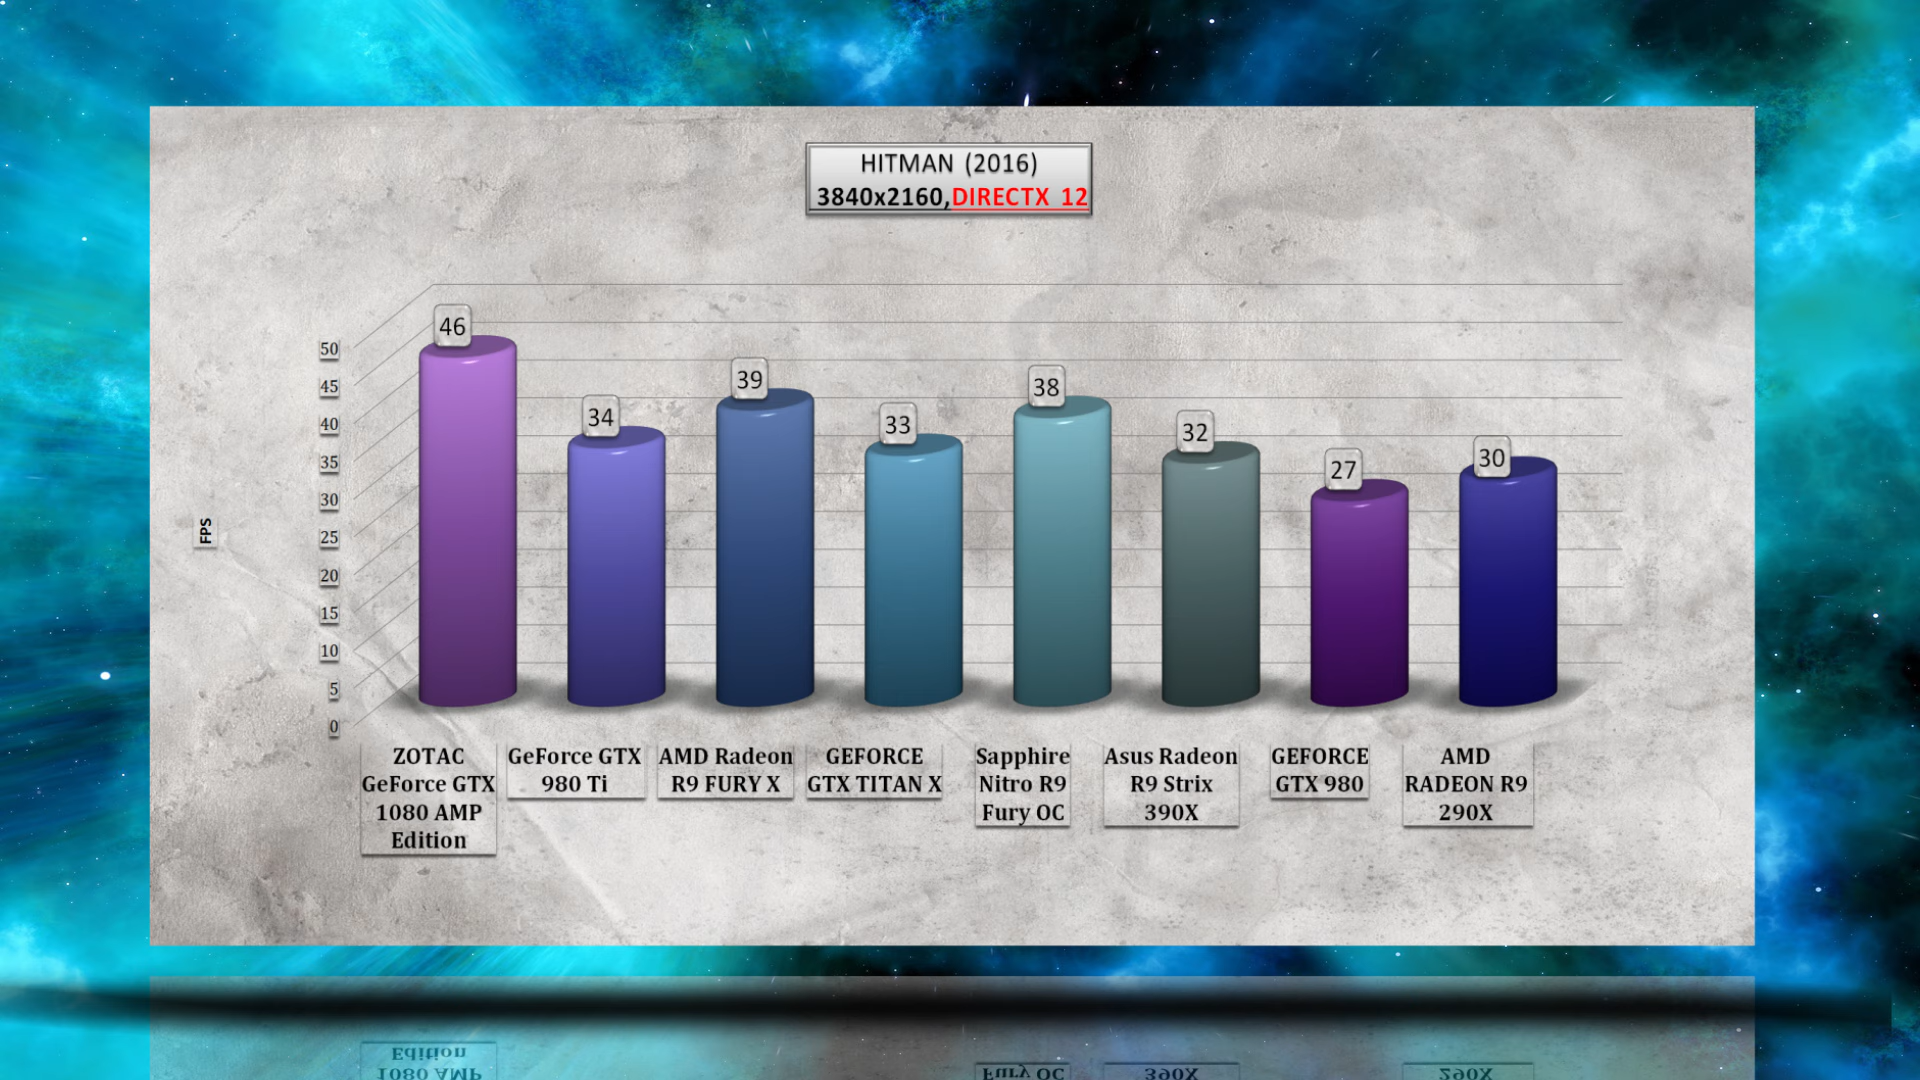 HITMAN (2016)
3840x2160,DIRECTX 12
46
34
39
33
38
32
27
30
50
45
40
35
30
25
20
15
10
5
0
FPS
ZOTAC
GeForce GTX
1080 AMP
Edition
GeForce GTX
980 Ti
AMD Radeon
R9 FURY X
GEFORCE
GTX TITAN X
Sapphire
Nitro R9
Fury OC
Asus Radeon
R9 Strix
390X
GEFORCE
GTX 980
AMD
RADEON R9
290X